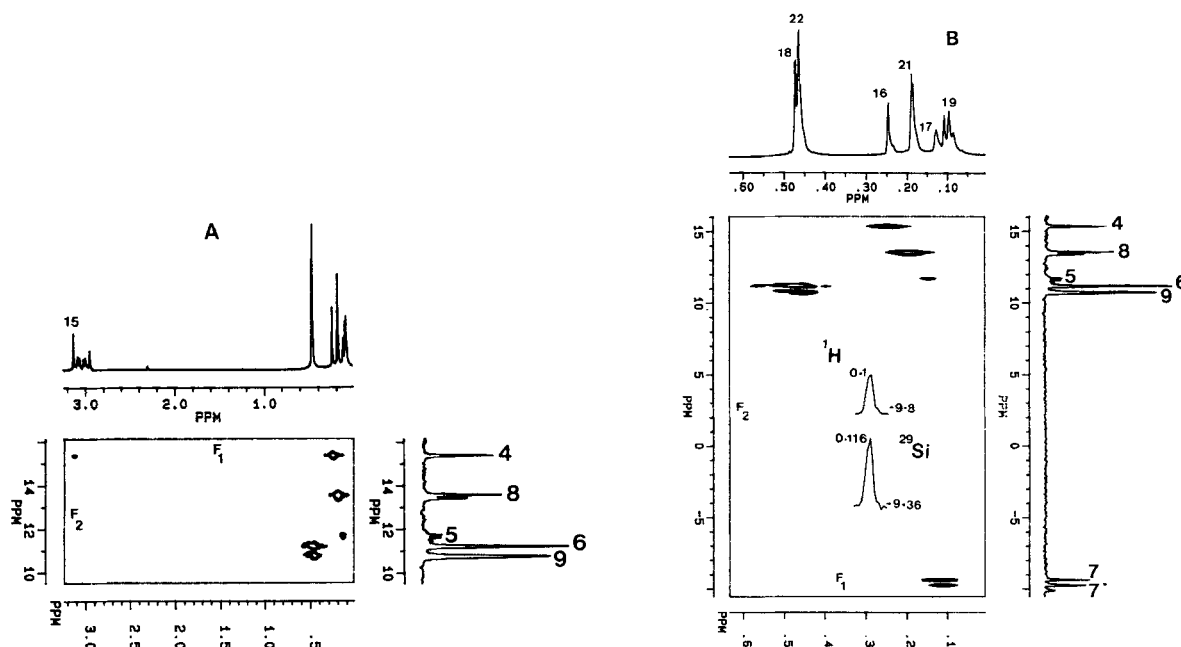 A
15
3.0 2.0 1.0
PPM
F1
F2
14
12
10
PPM
4
8
5
6
9
PPM
3.0 2.5 2.0 1.5 1.0 .5
B
22
18
21
16
19
17
.60 .50 .40 .30 .20 .10
PPM
15
10
5
0
-5
PPM
F2
1H
0·1
-9·8
0·116
29Si
-9·36
F1
15
10
5
0
-5
PPM
4
8
5
6
9
7
7'
PPM
.6 .5 .4 .3 .2 .1